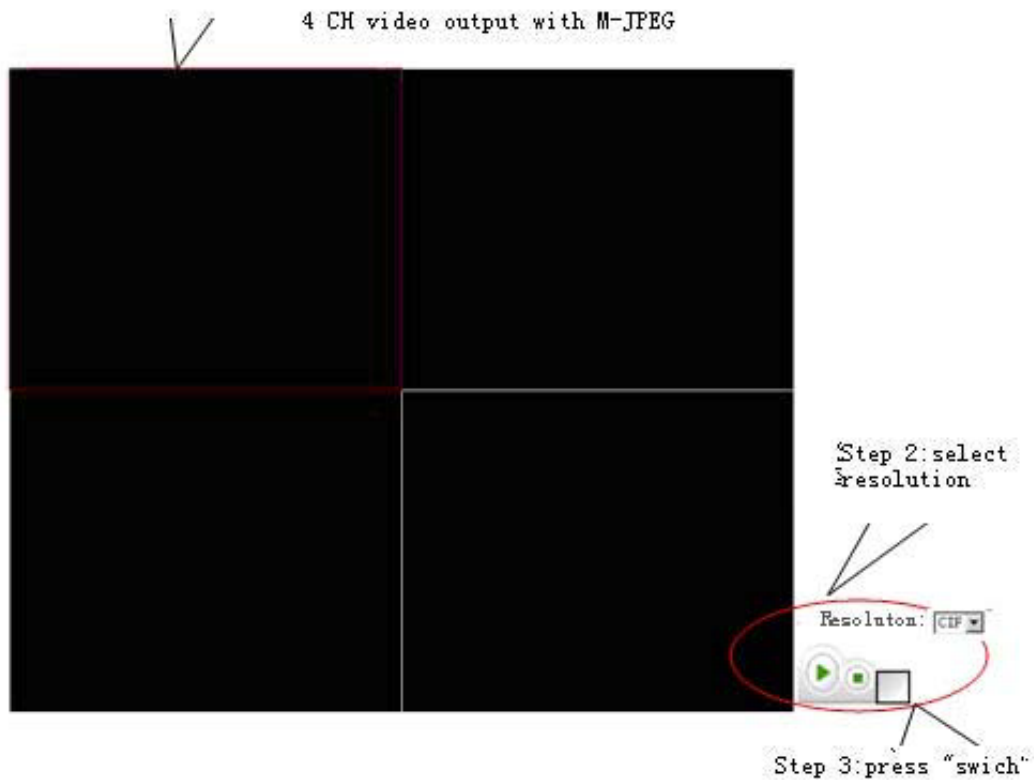 4 CH video output with M-JPEG
Step 2:select
resolution
Resoluton: CIF
Step 3:press "swich"